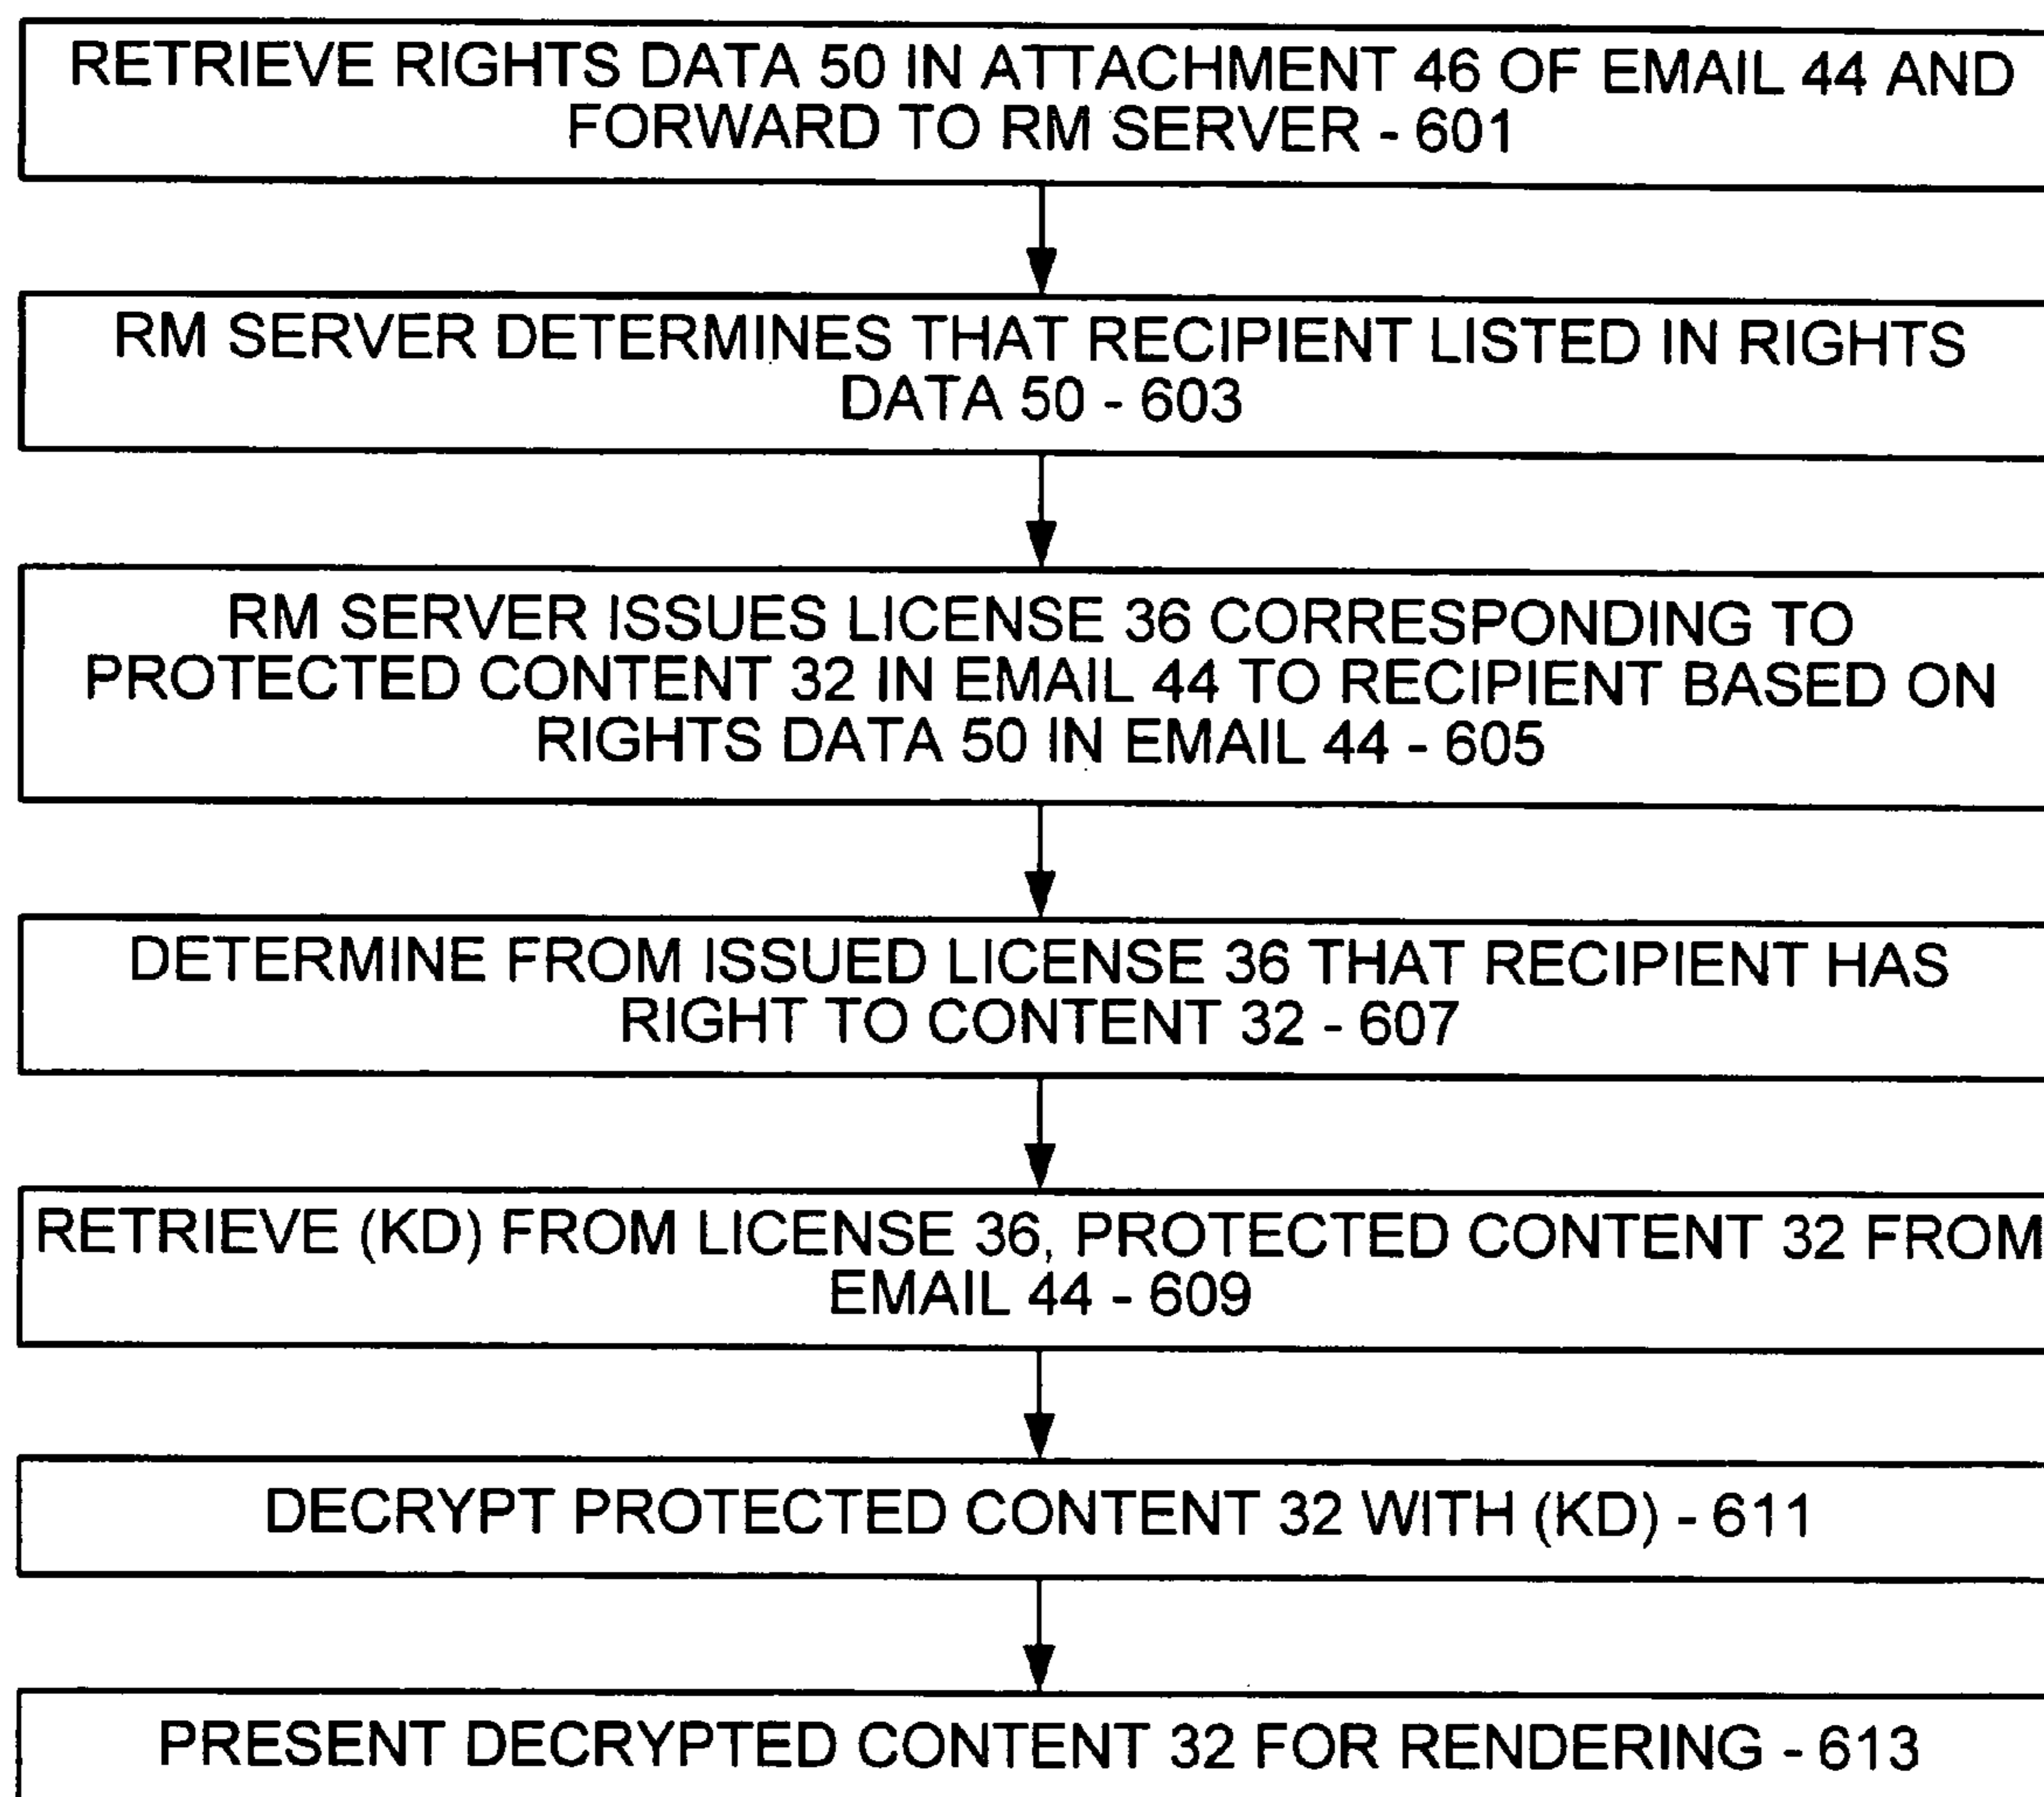 RETRIEVE RIGHTS DATA 50 IN ATTACHMENT 46 OF EMAIL 44 AND
FORWARD TO RM SERVER - 601
RM SERVER DETERMINES THAT RECIPIENT LISTED IN RIGHTS
DATA 50 - 603
RM SERVER ISSUES LICENSE 36 CORRESPONDING TO
PROTECTED CONTENT 32 IN EMAIL 44 TO RECIPIENT BASED ON
RIGHTS DATA 50 IN EMAIL 44 - 605
DETERMINE FROM ISSUED LICENSE 36 THAT RECIPIENT HAS
RIGHT TO CONTENT 32 - 607
RETRIEVE (KD) FROM LICENSE 36, PROTECTED CONTENT 32 FROM
EMAIL 44 - 609
DECRYPT PROTECTED CONTENT 32 WITH (KD) - 611
PRESENT DECRYPTED CONTENT 32 FOR RENDERING - 613